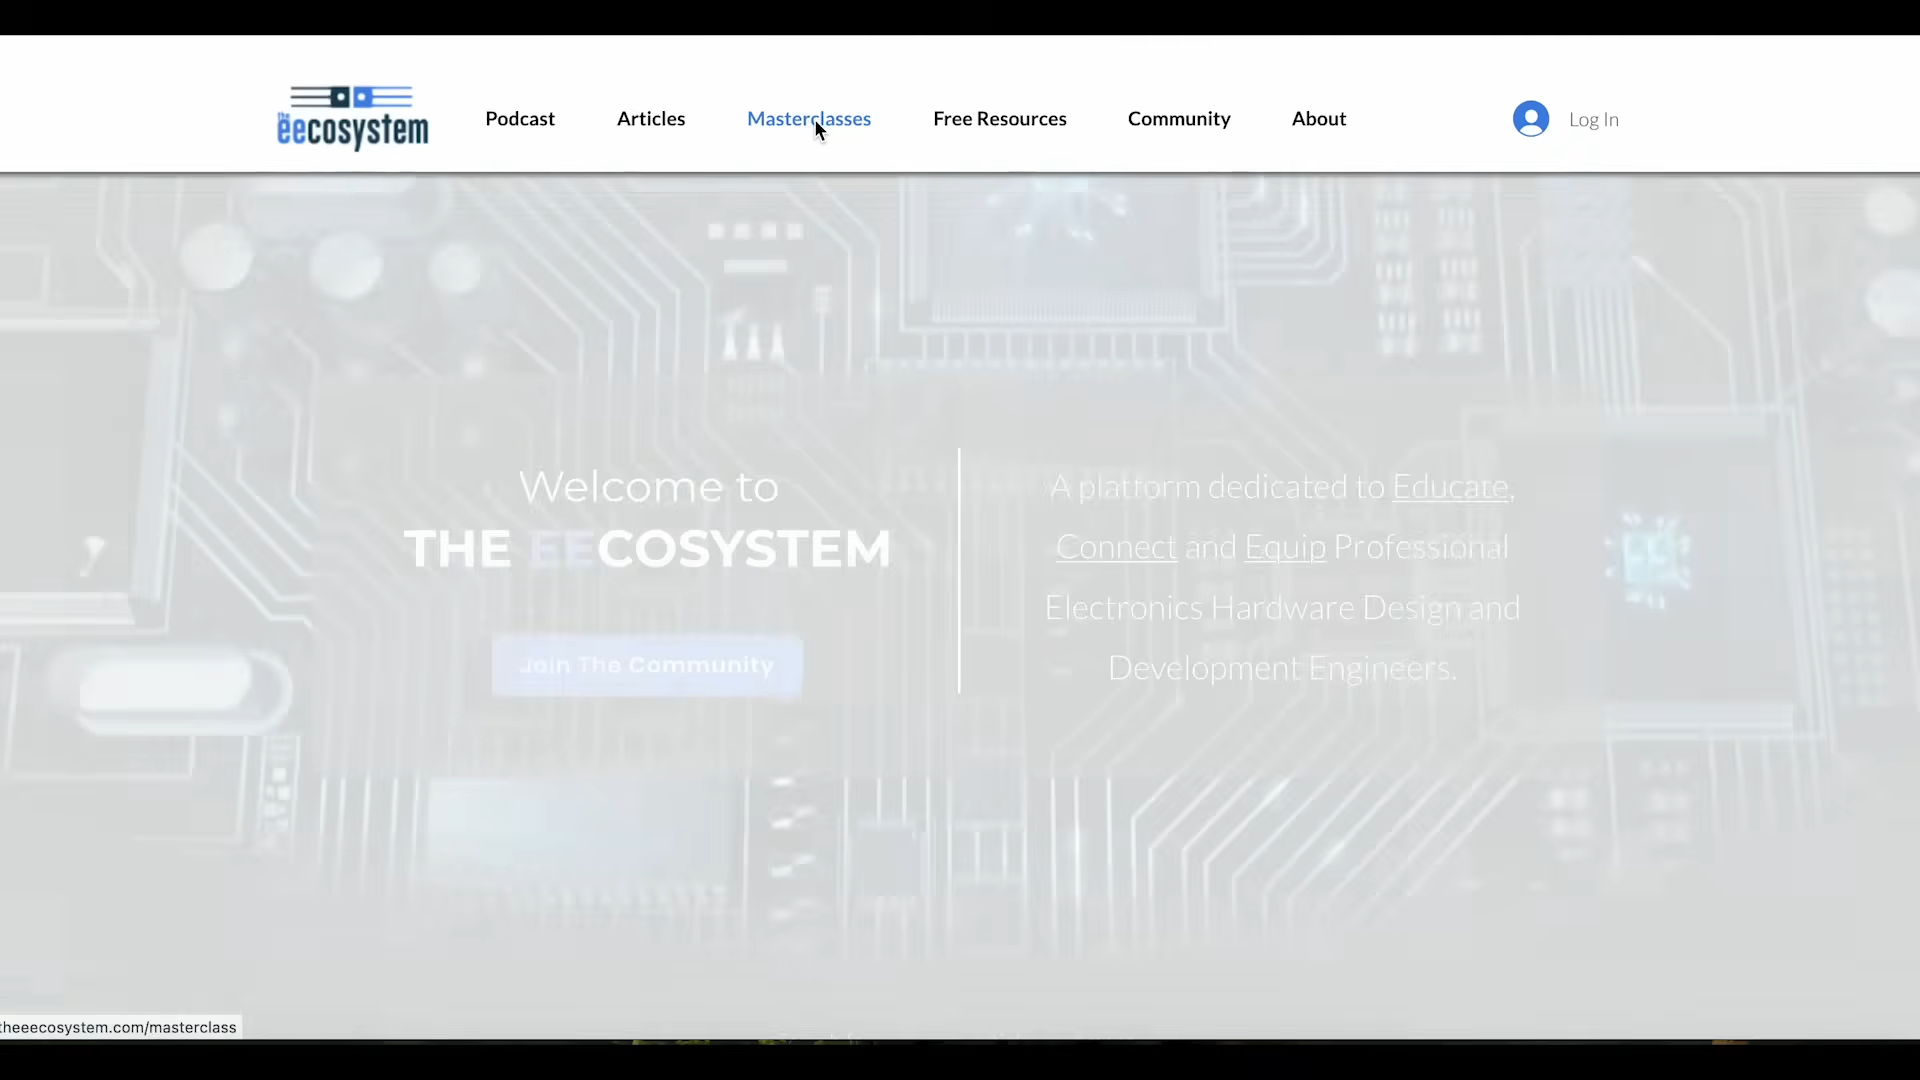 the
eecosystem
Podcast
Articles
Masterclasses
Free Resources
Community
About
Log In
Welcome to
THE EECOSYSTEM
Join The Community
A platform dedicated to Educate,
Connect and Equip Professional
Electronics Hardware Design and
Development Engineers.
theeecosystem.com/masterclass